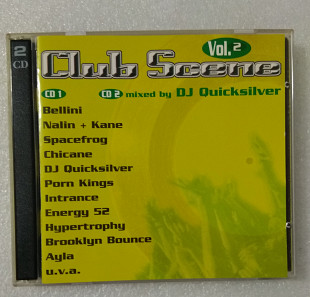 2
CD
Club Scene
Vol. 2
CD 1
CD 2 mixed by DJ Quicksilver
Bellini
Nalin + Kane
Spacefrog
Chicane
DJ Quicksilver
Porn Kings
Intrance
Energy 52
Hypertrophy
Brooklyn Bounce
Ayla
u.v.a.